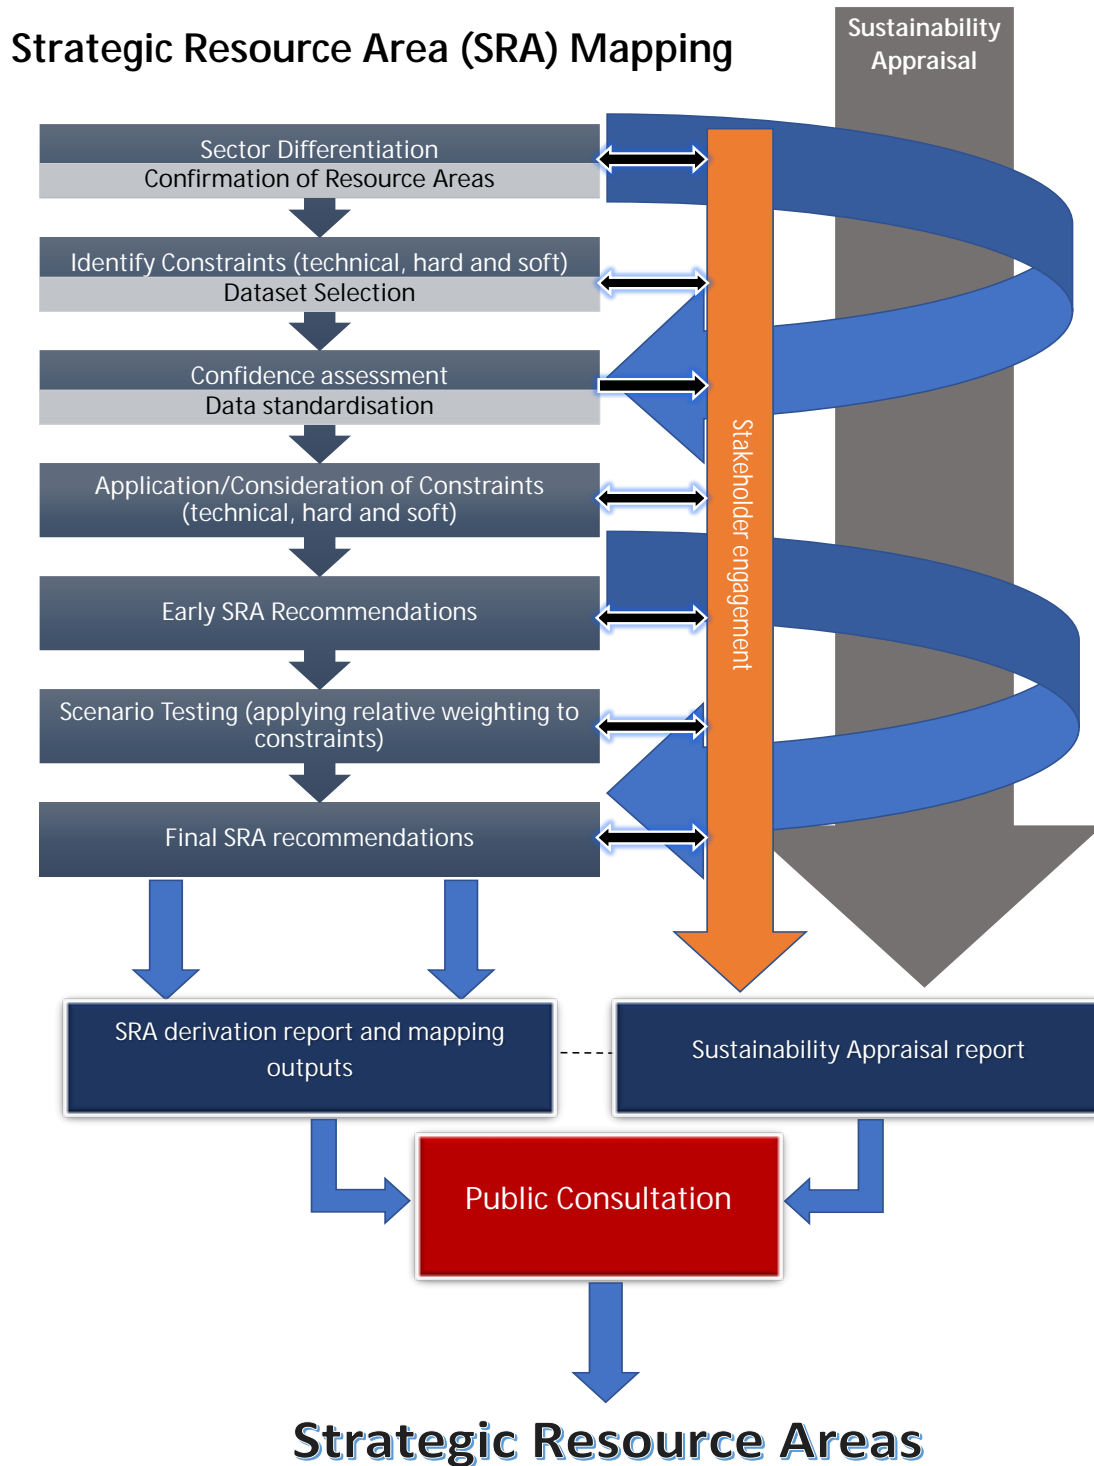 Strategic Resource Area (SRA) Mapping
Sustainability
Appraisal
Sector Differentiation
Confirmation of Resource Areas
Identify Constraints (technical, hard and soft)
Dataset Selection
Confidence assessment
Data standardisation
Application/Consideration of Constraints
(technical, hard and soft)
Early SRA Recommendations
Scenario Testing (applying relative weighting to
constraints)
Final SRA recommendations
Stakeholder engagement
SRA derivation report and mapping
outputs
Sustainability Appraisal report
Public Consultation
Strategic Resource Areas